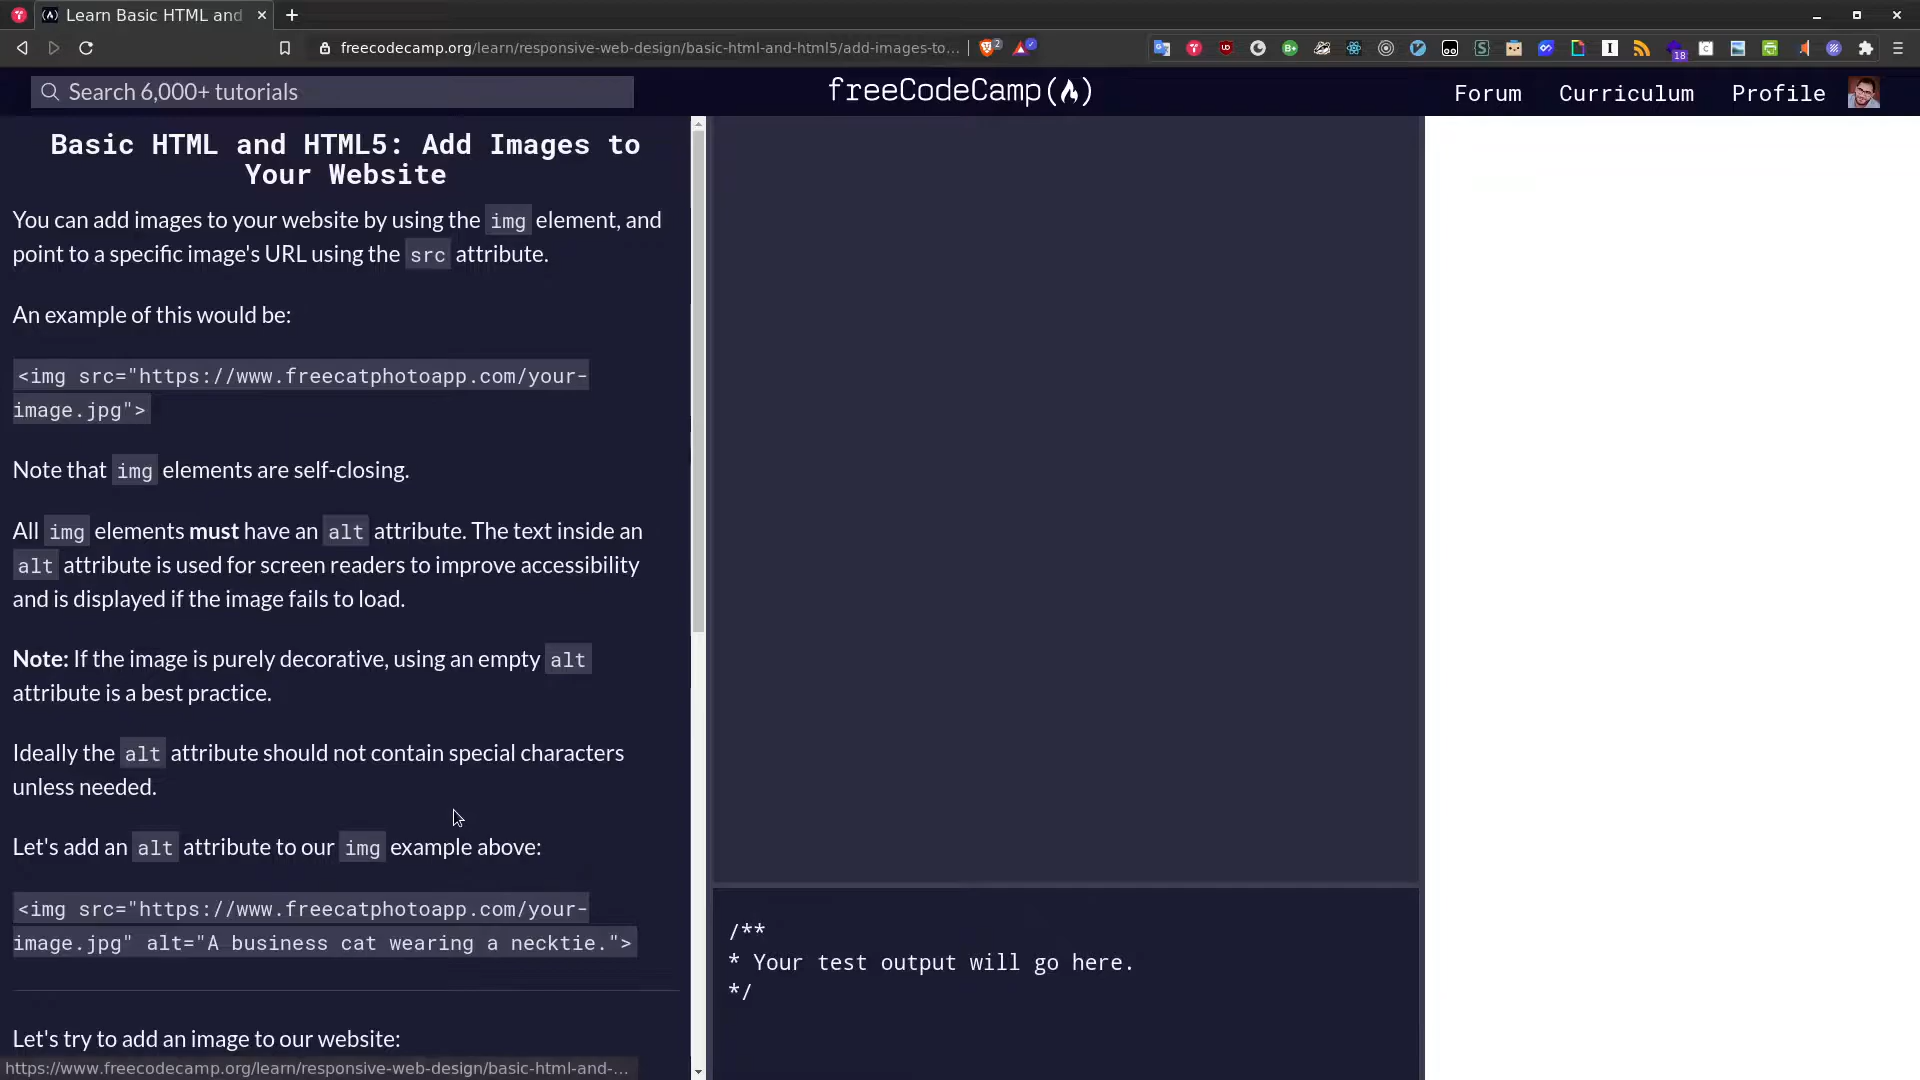 Learn Basic HTML and
freecodecamp.org/learn/responsive-web-design/basic-html-and-html5/add-images-to...
2
18
Search 6,000+ tutorials
freeCodeCamp
Forum
Curriculum
Profile
Basic HTML and HTML5: Add Images to
Your Website
You can add images to your website by using the img element, and
point to a specific image's URL using the src attribute.
An example of this would be:
<img src="https://www.freecatphotoapp.com/your-
image.jpg">
Note that img elements are self-closing.
All img elements must have an alt attribute. The text inside an
alt attribute is used for screen readers to improve accessibility
and is displayed if the image fails to load.
Note: If the image is purely decorative, using an empty alt
attribute is a best practice.
Ideally the alt attribute should not contain special characters
unless needed.
Let's add an alt attribute to our img example above:
<img src="https://www.freecatphotoapp.com/your-
image.jpg" alt="A business cat wearing a necktie.">
Let's try to add an image to our website:
https://www.freecodecamp.org/learn/responsive-web-design/basic-html-and-...
/**
* Your test output will go here.
*/